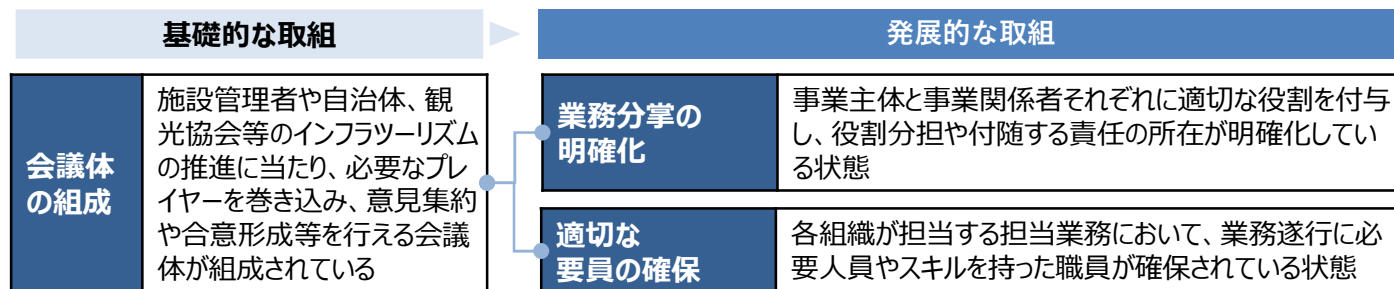 基礎的な取組
発展的な取組
会議体
の組成
施設管理者や自治体、観
光協会等のインフラツーリズム
の推進に当たり、必要なプレ
イヤーを巻き込み、意見集約
や合意形成等を行える会議
体が組成されている
業務分掌の
明確化
事業主体と事業関係者それぞれに適切な役割を付与
し、役割分担や付随する責任の所在が明確化してい
る状態
適切な
要員の確保
各組織が担当する担当業務において、業務遂行に必
要人員やスキルを持った職員が確保されている状態